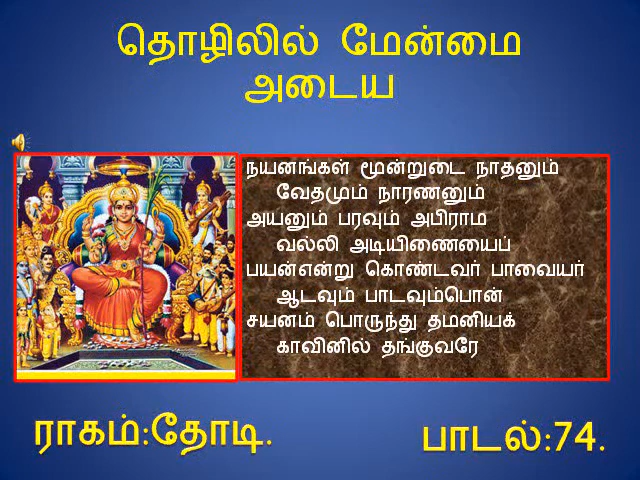 தொழிலில் மேன்மை
அடைய
நயனங்கள் மூன்றுடை நாதனும்
வேதமும் நாரணனும்
அயனும் பரவும் அபிராம
வல்லி அடியிணையைப்
பயன்என்று கொண்டவர் பாவையர்
ஆடவும் பாடவும்பொன்
சயனம் பொருந்து தமனியக்
காவினில் தங்குவரே
ராகம்:தோடி.
பாடல்:74.